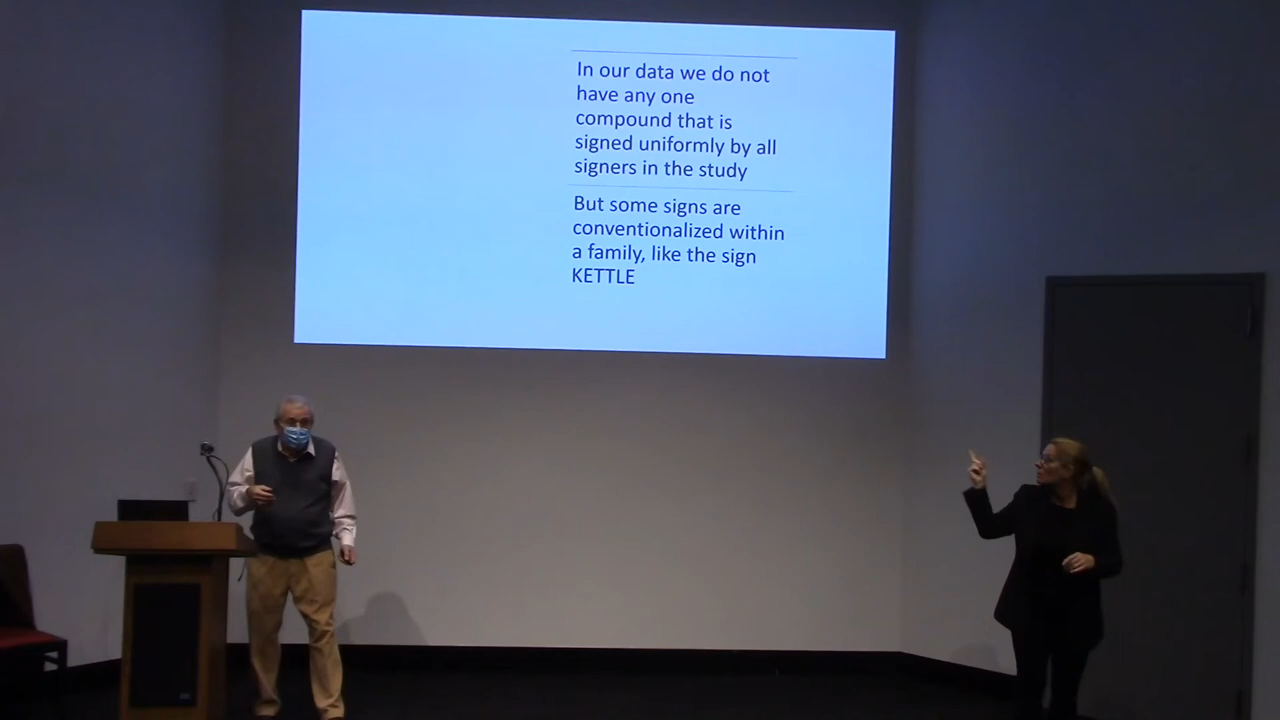 In our data we do not
have any one
compound that is
signed uniformly by all
signers in the study
But some signs are
conventionalized within
a family, like the sign
KETTLE